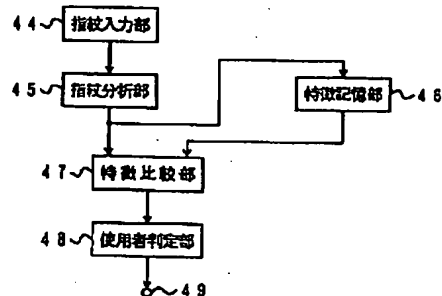 44 指紋入力部
45 指紋分析部
特徴記憶部 46
47 特徴比較部
48 使用者判定部
49